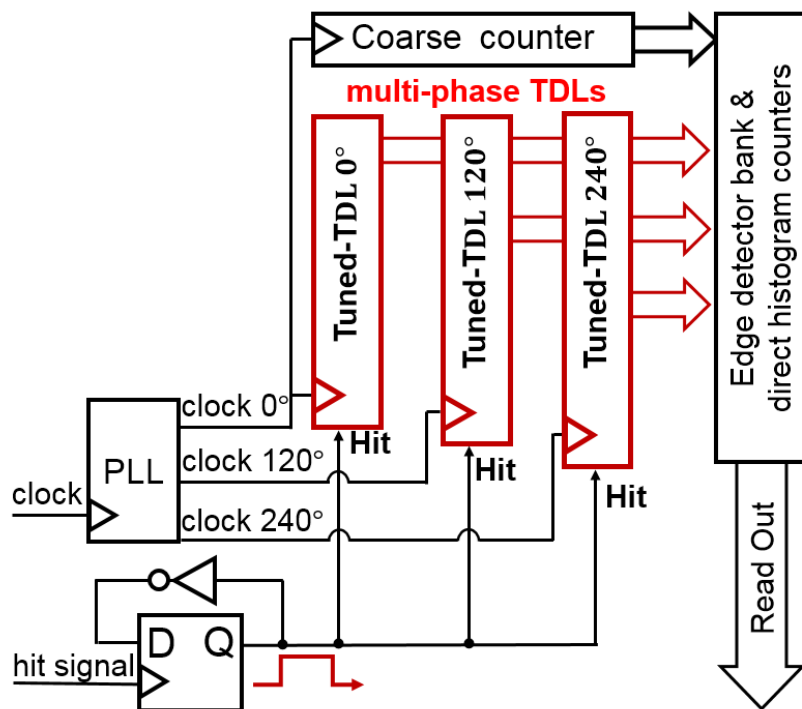 Coarse counter
multi-phase TDLs
Tuned-TDL 0°
Tuned-TDL 120°
Tuned-TDL 240°
Edge detector bank &
direct histogram counters
clock 0°
Hit
PLL
clock 120°
Hit
clock
Hit
clock 240°
Read Out
D Q
hit signal